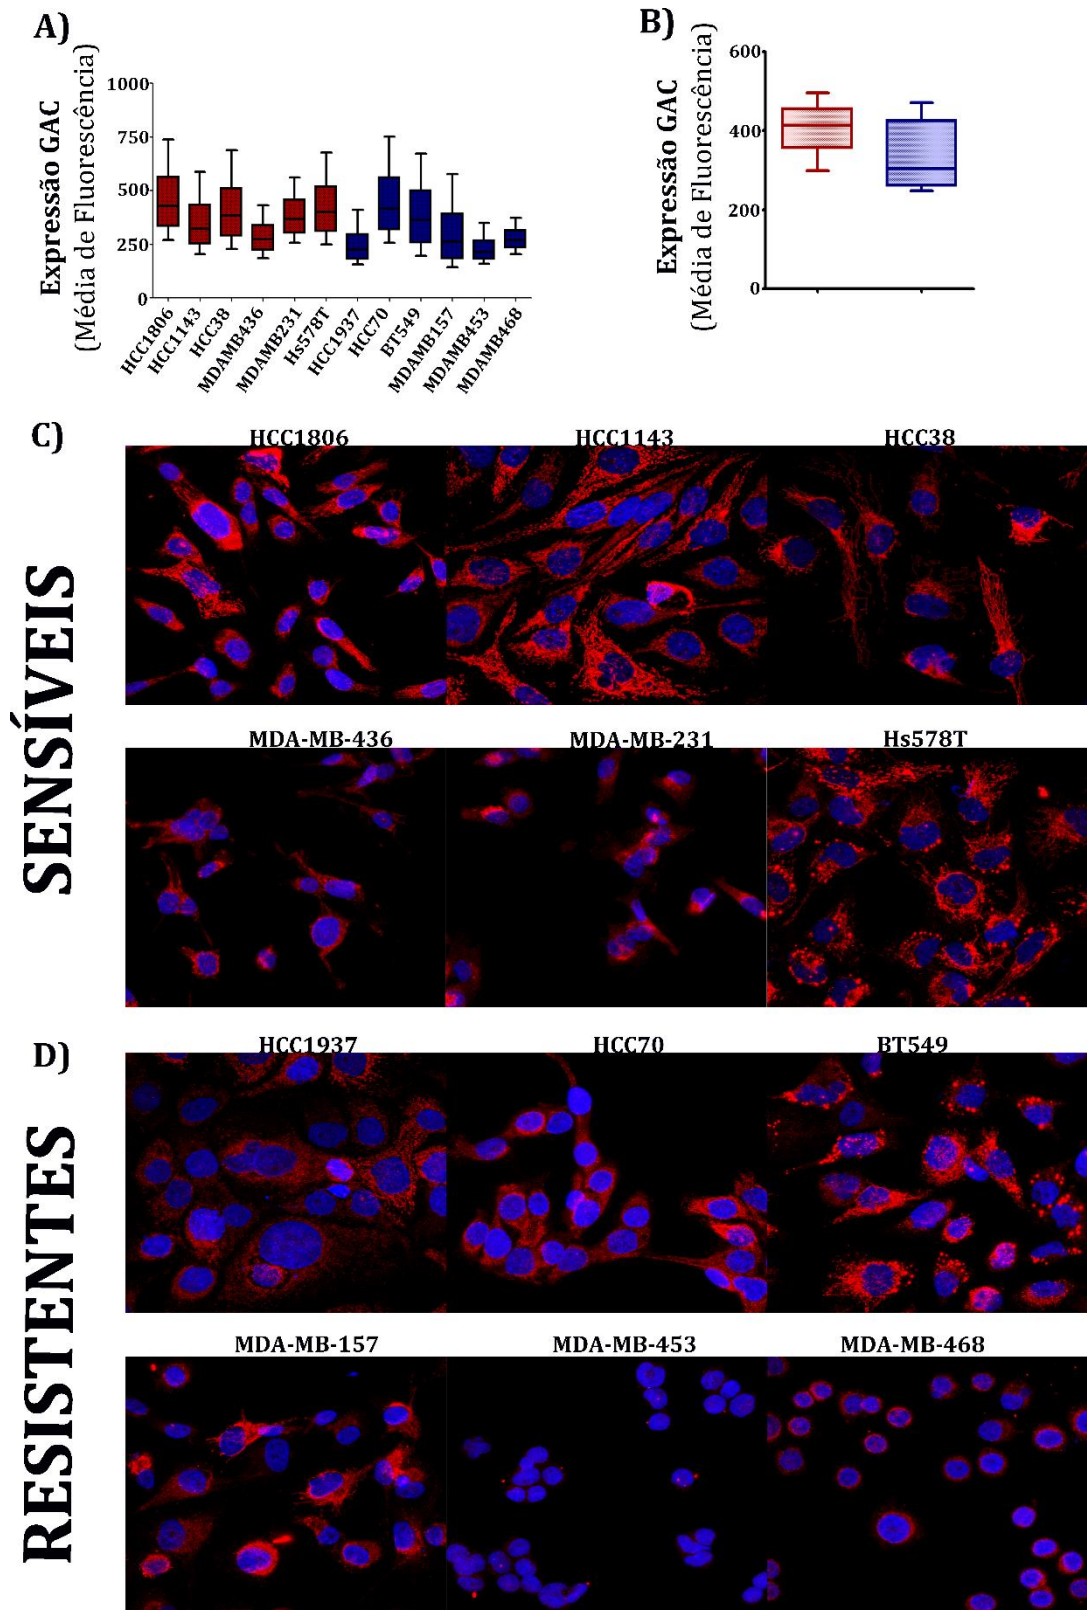 A)
Expressão GAC
(Média de Fluorescência)
1000
750
500
250
0
HCC1806
HCC1143
HCC38
MDAMB436
MDAMB231
Hs578T
HCC1937
HCC70
BT549
MDAMB157
MDAMB453
MDAMB468
B)
Expressão GAC
(Média de Fluorescência)
600
400
200
0
C)
SENSÍVEIS
HCC1806
HCC1143
HCC38
MDA-MB-436
MDA-MB-231
Hs578T
D)
RESISTENTES
HCC1937
HCC70
BT549
MDA-MB-157
MDA-MB-453
MDA-MB-468